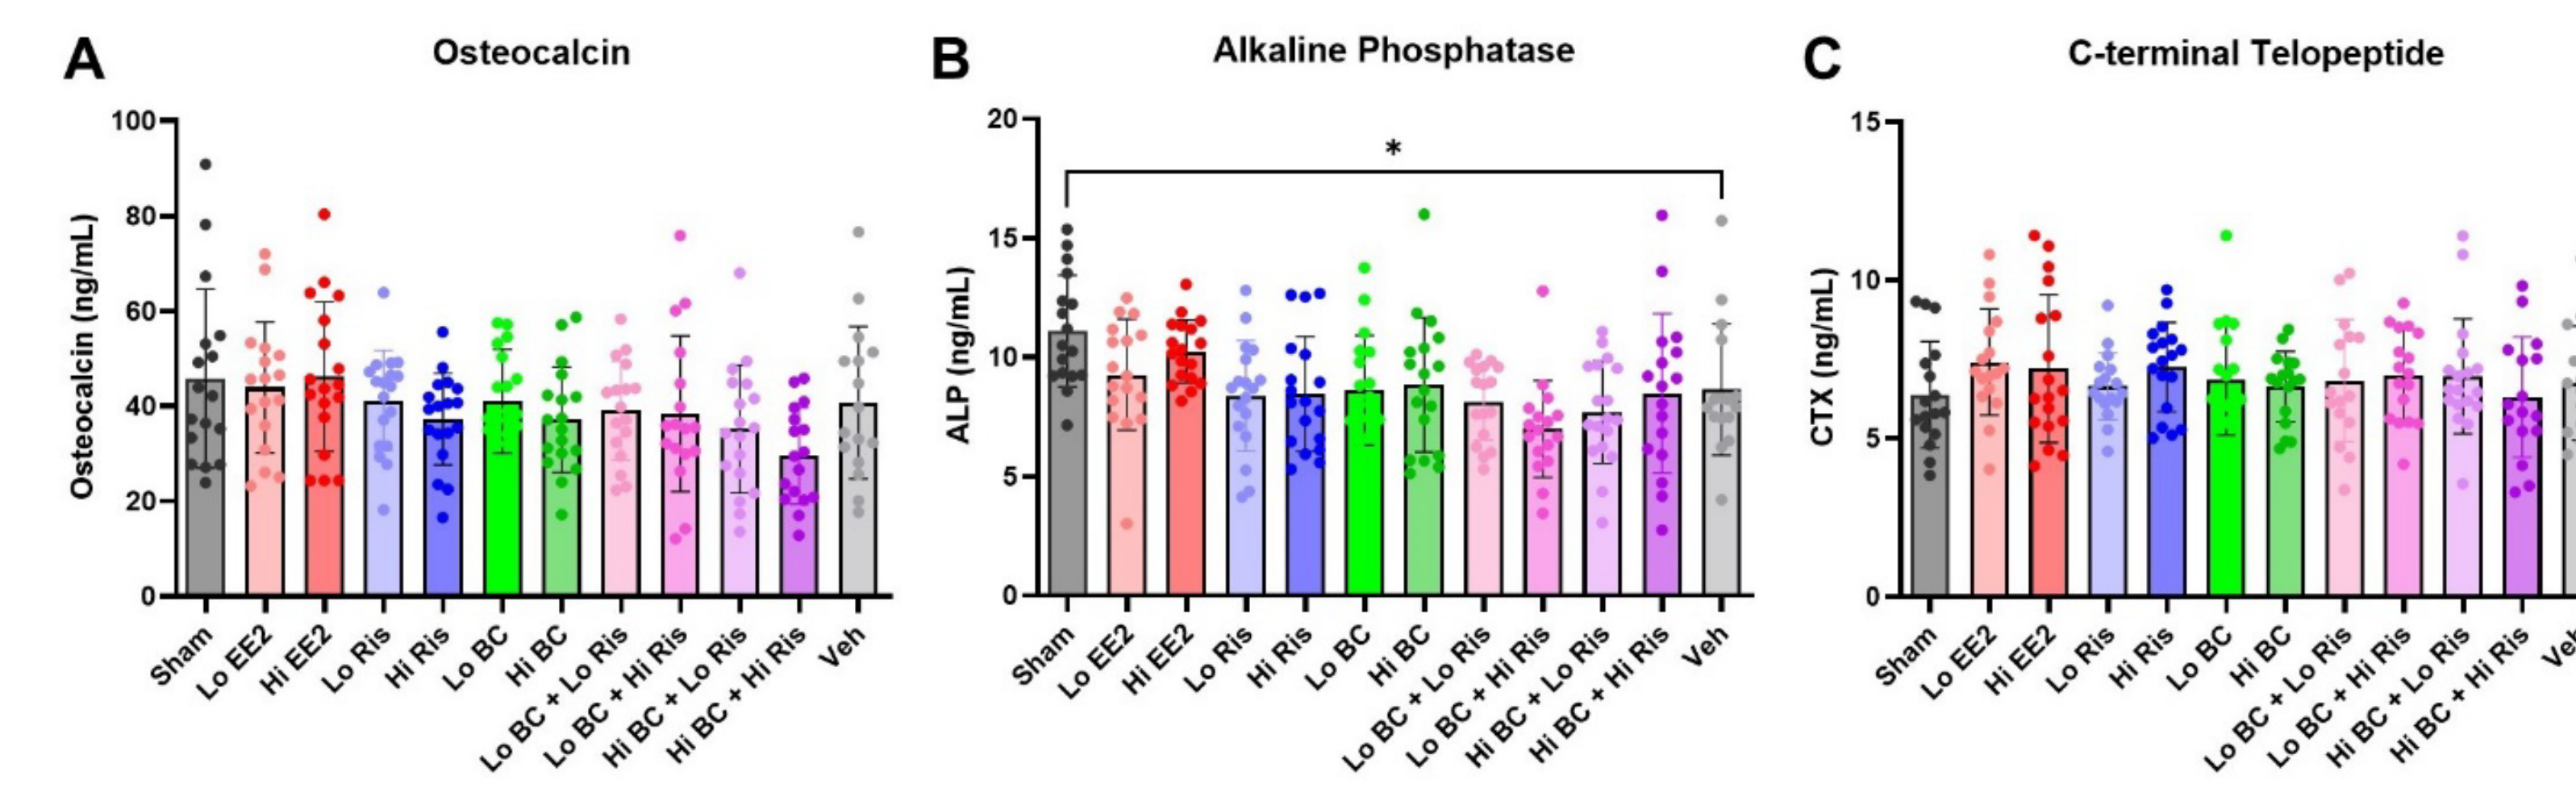 A
Osteocalcin
Osteocalcin (ng/mL)
100
80
60
40
20
0
Sham
Lo EE2
Hi EE2
Lo Ris
Hi Ris
Lo BC
Hi BC
Lo BC + Lo Ris
Lo BC + Hi Ris
Hi BC + Lo Ris
Hi BC + Hi Ris
Veh
B
Alkaline Phosphatase
ALP (ng/mL)
20
15
10
5
0
*
Sham
Lo EE2
Hi EE2
Lo Ris
Hi Ris
Lo BC
Hi BC
Lo BC + Lo Ris
Lo BC + Hi Ris
Hi BC + Lo Ris
Hi BC + Hi Ris
Veh
C
C-terminal Telopeptide
CTX (ng/mL)
15
10
5
0
Sham
Lo EE2
Hi EE2
Lo Ris
Hi Ris
Lo BC
Hi BC
Lo BC + Lo Ris
Lo BC + Hi Ris
Hi BC + Lo Ris
Hi BC + Hi Ris
Veh